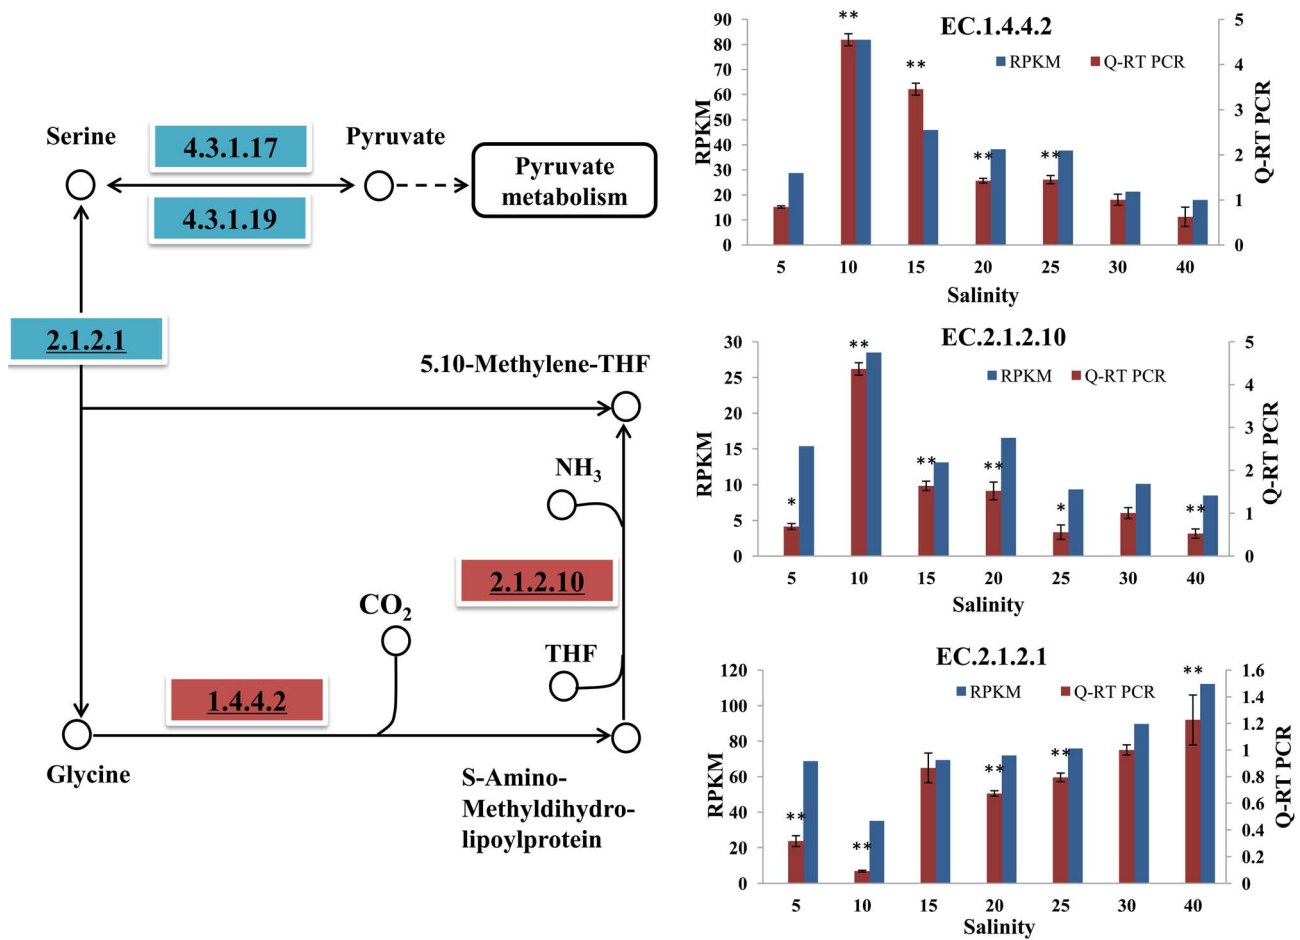 Serine
4.3.1.17
Pyruvate
Pyruvate
metabolism
4.3.1.19
2.1.2.1
5.10-Methylene-THF
NH3
2.1.2.10
CO2
THF
1.4.4.2
Glycine
S-Amino-
Methyldihydro-
lipoylprotein
EC.1.4.4.2
RPKM Q-RT PCR
RPKM
90
80
70
60
50
40
30
20
10
0
** ** ** **
5
4
3
2
1
0
Q-RT PCR
5 10 15 20 25 30 40
Salinity
EC.2.1.2.10
RPKM Q-RT PCR
RPKM
30
25
20
15
10
5
0
* ** ** ** * **
5
4
3
2
1
0
Q-RT PCR
5 10 15 20 25 30 40
Salinity
EC.2.1.2.1
RPKM Q-RT PCR
RPKM
120
100
80
60
40
20
0
** ** ** ** **
1.6
1.4
1.2
1
0.8
0.6
0.4
0.2
0
Q-RT PCR
5 10 15 20 25 30 40
Salinity